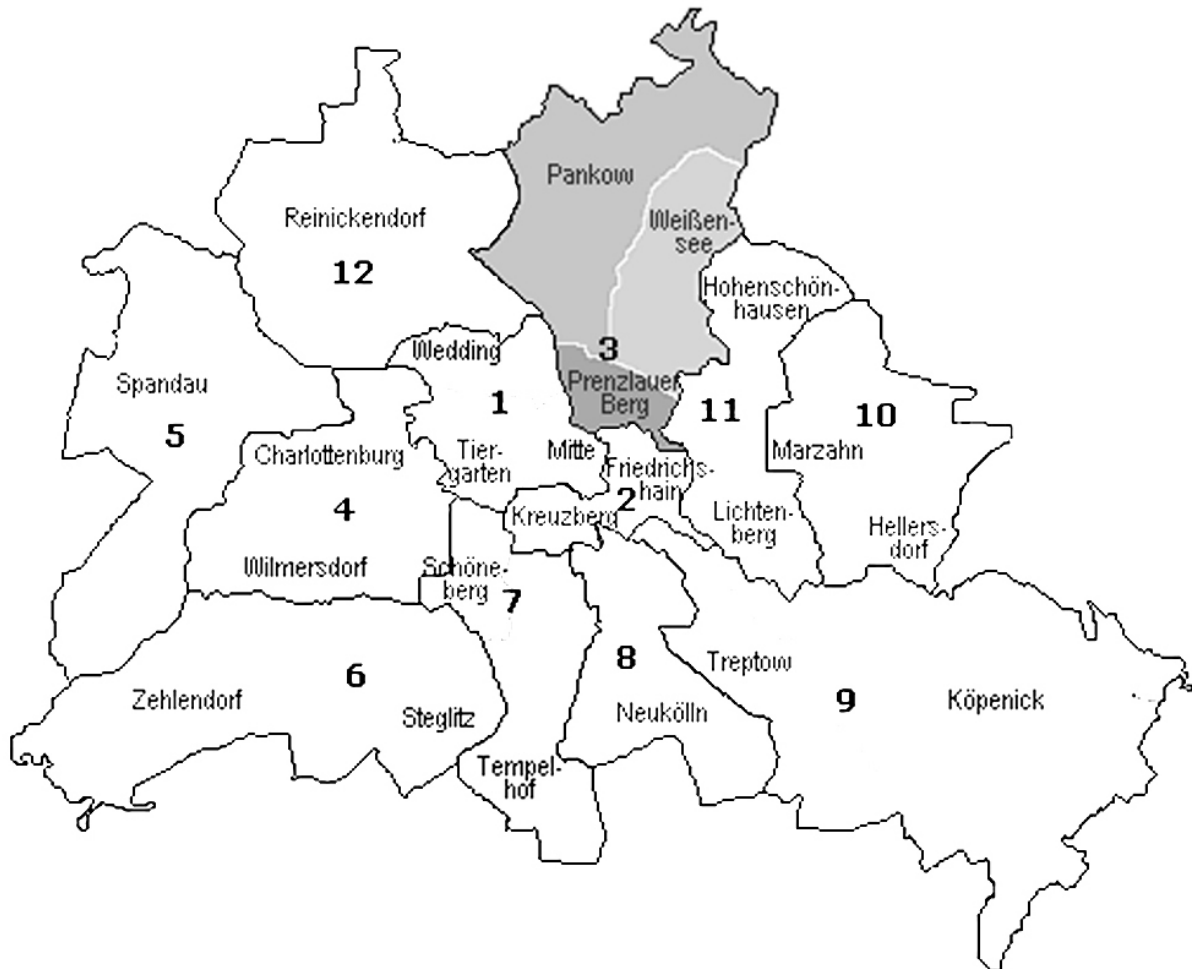 Pankow
Weißen-
see
Reinickendorf
12
Hohenschön-
hausen
Wedding
3
Spandau
Prenzlauer
Berg
5
1
11
10
Charlottenburg
Tier-
garten
Mitte
Friedrichs-
hain
Marzahn
4
2
Kreuzberg
Lichten-
berg
Hellers-
dorf
Wilmersdorf
Schöne-
berg
7
6
8
Treptow
9
Zehlendorf
Steglitz
Neukölln
Köpenick
Tempel-
hof